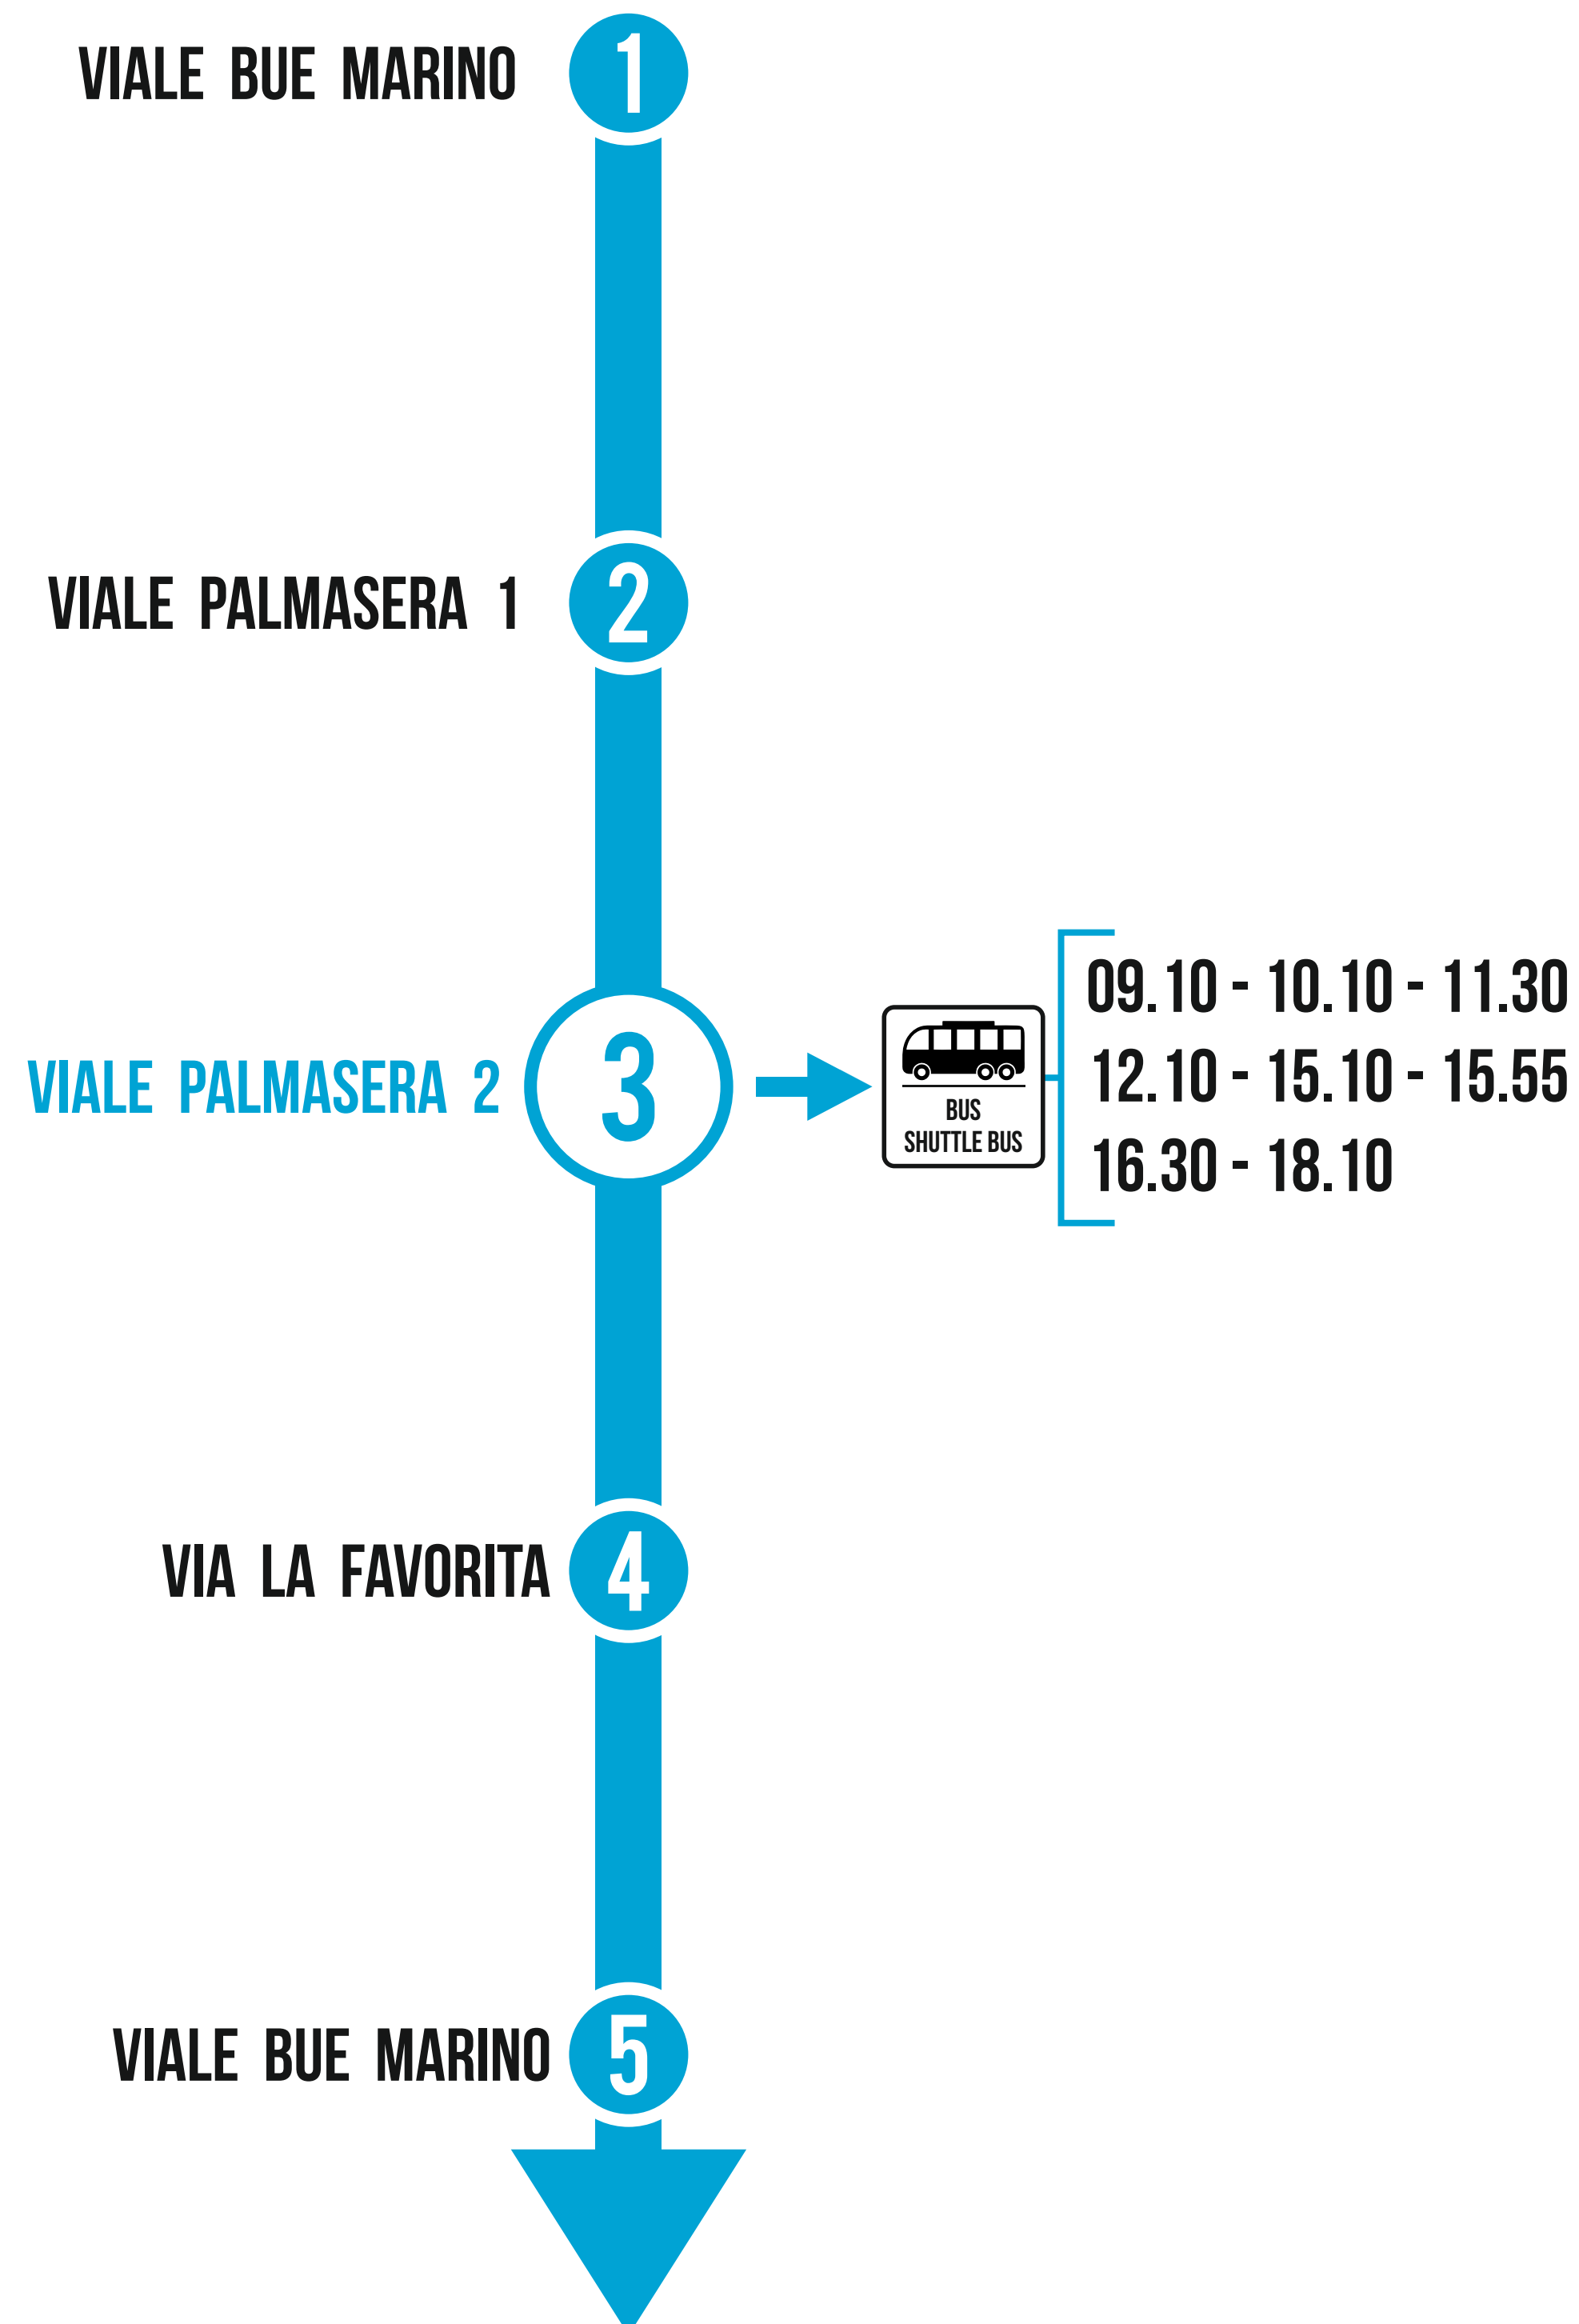 VIALE BUE MARINO
1
VIALE PALMASERA 1
2
VIALE PALMASERA 2
3
BUS
SHUTTLE BUS
09.10 - 10.10 - 11.30
12.10 - 15.10 - 15.55
16.30 - 18.10
VIA LA FAVORITA
4
VIALE BUE MARINO
5